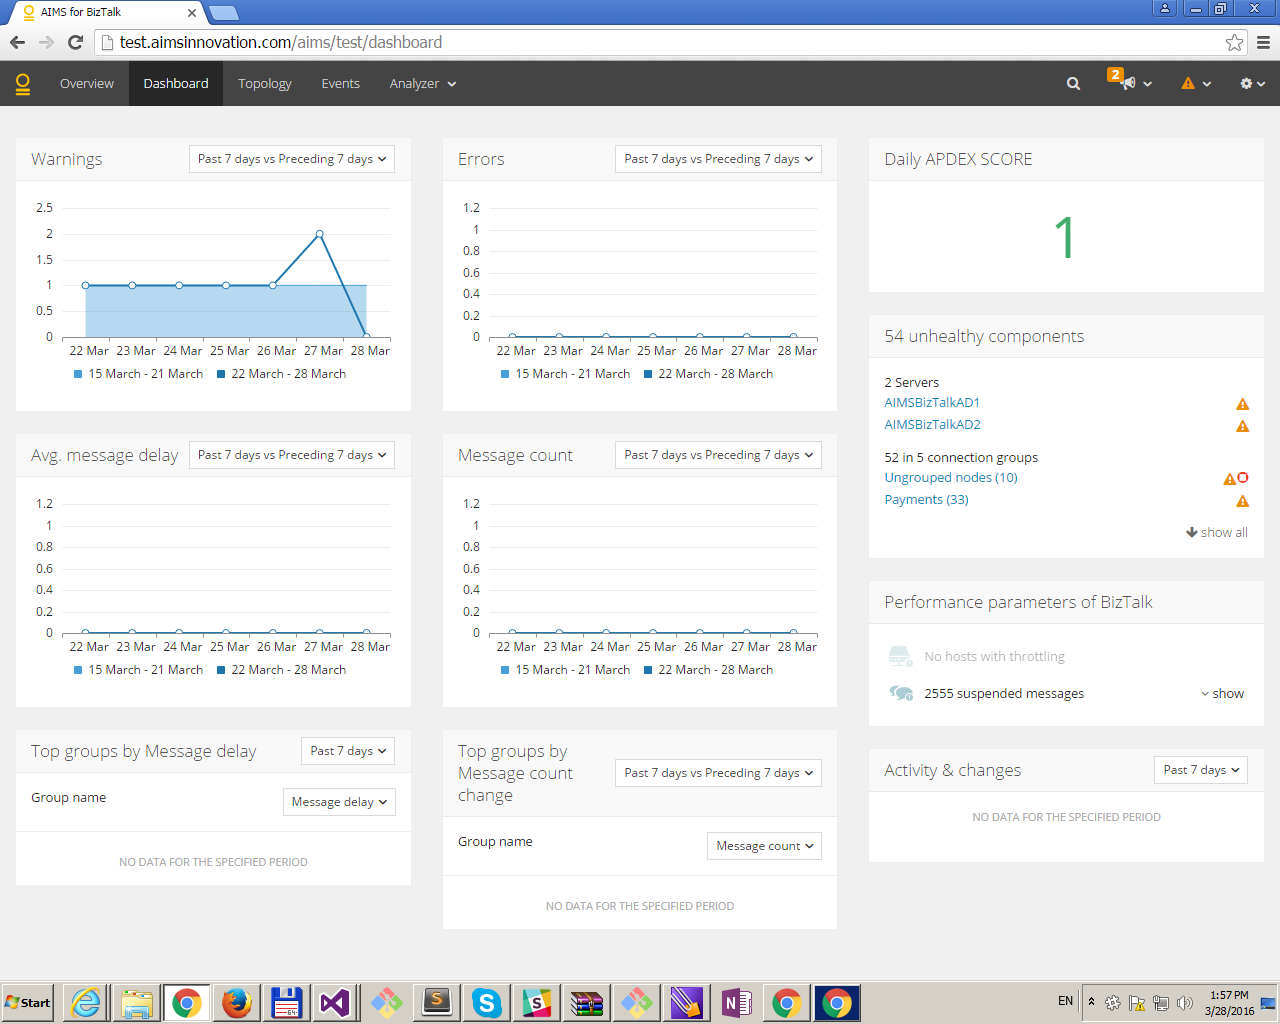 AIMS for BizTalk
test.aimsinnovation.com/aims/test/dashboard
Overview Dashboard Topology Events Analyzer 2
Warnings Past 7 days vs Preceding 7 days
2.5
2
1.5
1
0.5
0
22 Mar 23 Mar 24 Mar 25 Mar 26 Mar 27 Mar 28 Mar
15 March - 21 March 22 March - 28 March
Errors Past 7 days vs Preceding 7 days
1.2
1
0.8
0.6
0.4
0.2
0
22 Mar 23 Mar 24 Mar 25 Mar 26 Mar 27 Mar 28 Mar
15 March - 21 March 22 March - 28 March
Daily APDEX SCORE
1
54 unhealthy components
2 Servers
AIMSBizTalkAD1
AIMSBizTalkAD2
52 in 5 connection groups
Ungrouped nodes (10)
Payments (33)
show all
Avg. message delay Past 7 days vs Preceding 7 days
1.2
1
0.8
0.6
0.4
0.2
0
22 Mar 23 Mar 24 Mar 25 Mar 26 Mar 27 Mar 28 Mar
15 March - 21 March 22 March - 28 March
Message count Past 7 days vs Preceding 7 days
1.2
1
0.8
0.6
0.4
0.2
0
22 Mar 23 Mar 24 Mar 25 Mar 26 Mar 27 Mar 28 Mar
15 March - 21 March 22 March - 28 March
Performance parameters of BizTalk
No hosts with throttling
2555 suspended messages show
Top groups by Message delay Past 7 days
Group name Message delay
NO DATA FOR THE SPECIFIED PERIOD
Top groups by
Message count
change
Past 7 days vs Preceding 7 days
Group name Message count
NO DATA FOR THE SPECIFIED PERIOD
Activity & changes Past 7 days
NO DATA FOR THE SPECIFIED PERIOD
Start
64
EN
1:57 PM
3/28/2016